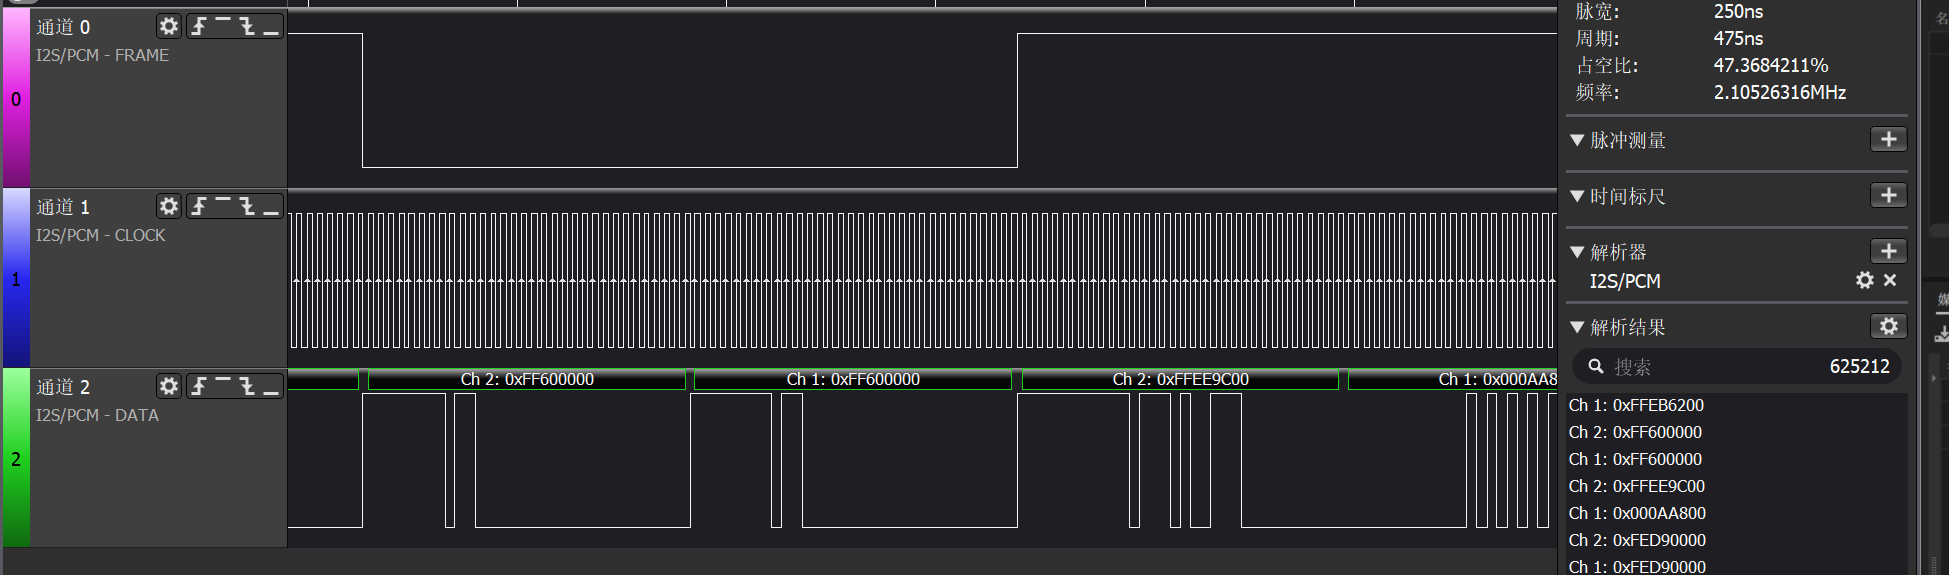 通道 0
I2S/PCM - FRAME
0
通道 1
I2S/PCM - CLOCK
1
通道 2
I2S/PCM - DATA
2
Ch 2: 0xFF600000
Ch 1: 0xFF600000
Ch 2: 0xFFEE9C00
Ch 1: 0x000AA8
脉宽: 250ns
周期: 475ns
占空比: 47.3684211%
频率: 2.10526316MHz
脉冲测量
时间标尺
解析器
I2S/PCM
解析结果
搜索 625212
Ch 1: 0xFFEB6200
Ch 2: 0xFF600000
Ch 1: 0xFF600000
Ch 2: 0xFFEE9C00
Ch 1: 0x000AA800
Ch 2: 0xFED90000
Ch 1: 0xFED90000